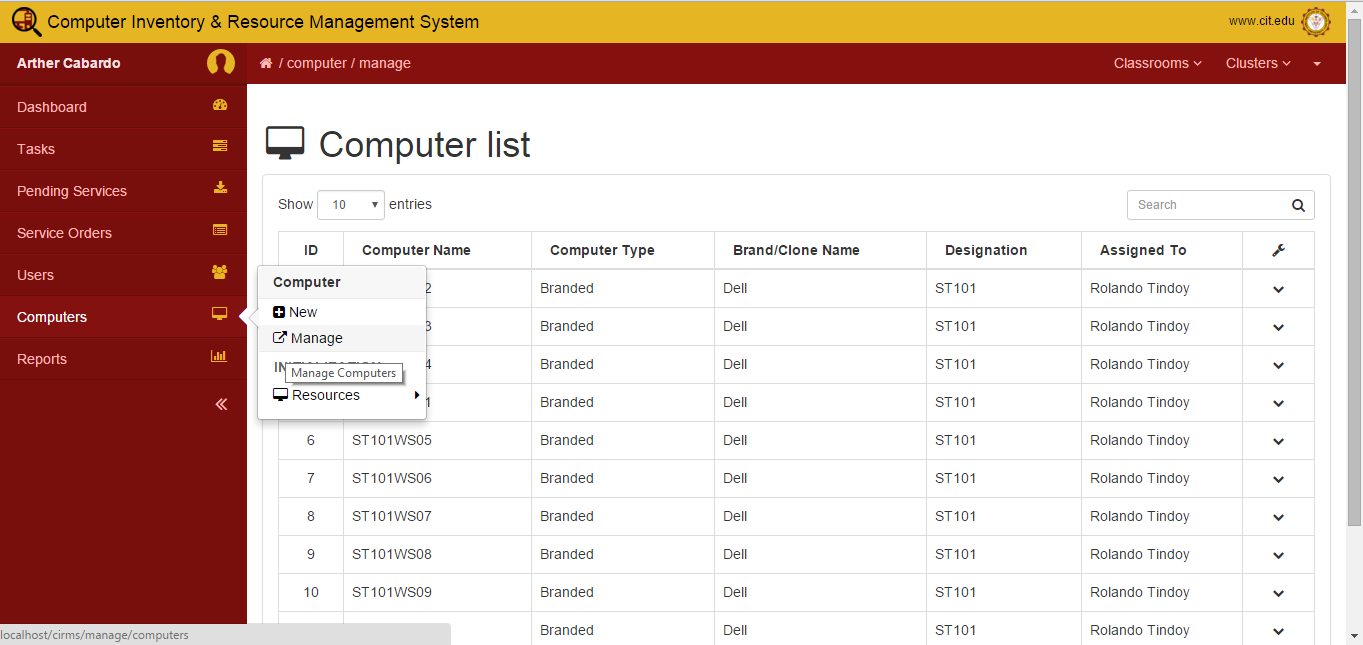 Computer Inventory & Resource Management System
www.cit.edu
Arther Cabardo
/ computer / manage
Classrooms
Clusters
Dashboard
Tasks
Pending Services
Service Orders
Users
Computers
Reports
Computer list
Show 10 entries
Search
ID Computer Name Computer Type Brand/Clone Name Designation Assigned To
Computer
New
Manage
Manage Computers
Resources
2 Branded Dell ST101 Rolando Tindoy
3 Branded Dell ST101 Rolando Tindoy
4 Branded Dell ST101 Rolando Tindoy
1 Branded Dell ST101 Rolando Tindoy
6 ST101WS05 Branded Dell ST101 Rolando Tindoy
7 ST101WS06 Branded Dell ST101 Rolando Tindoy
8 ST101WS07 Branded Dell ST101 Rolando Tindoy
9 ST101WS08 Branded Dell ST101 Rolando Tindoy
10 ST101WS09 Branded Dell ST101 Rolando Tindoy
Branded Dell ST101 Rolando Tindoy
localhost/cirms/manage/computers